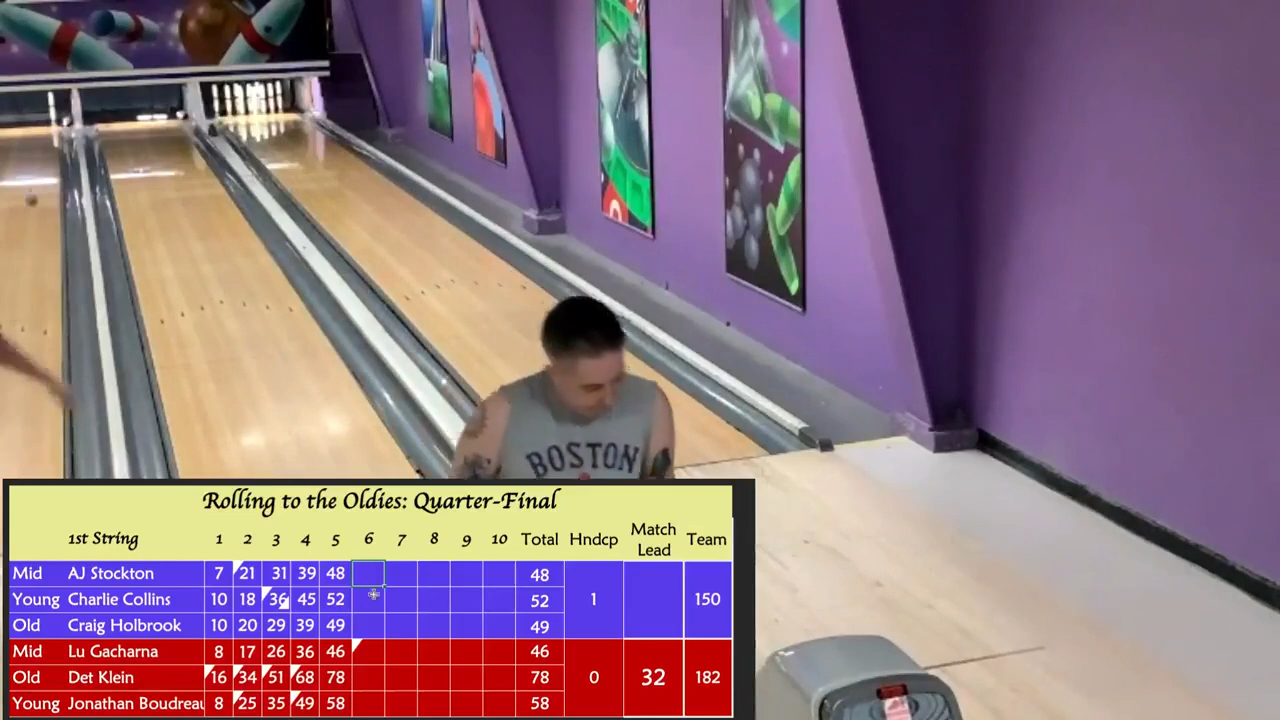 BOSTON
Rolling to the Oldies: Quarter-Final
1st String 1 2 3 4 5 6 7 8 9 10 Total Hndcp Match Lead Team
Mid AJ Stockton 7 21 31 39 48 48
Young Charlie Collins 10 18 36 45 52 52 1 150
Old Craig Holbrook 10 20 29 39 49 49
Mid Lu Gacharna 8 17 26 36 46 46
Old Det Klein 16 34 51 68 78 78 0 32 182
Young Jonathan Boudreau 8 25 35 49 58 58